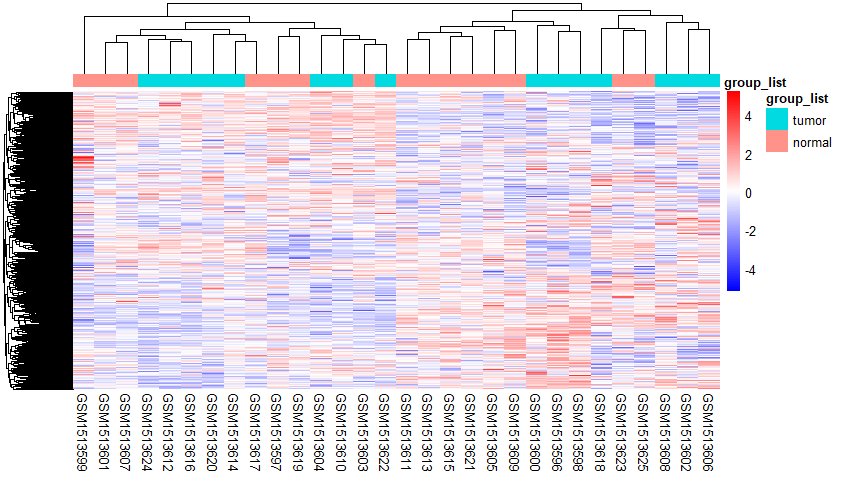 group_list
group_list
tumor
normal
4
2
0
-2
-4
GSM1513599
GSM1513601
GSM1513607
GSM1513624
GSM1513612
GSM1513616
GSM1513620
GSM1513614
GSM1513617
GSM1513597
GSM1513619
GSM1513604
GSM1513610
GSM1513603
GSM1513622
GSM1513611
GSM1513613
GSM1513615
GSM1513621
GSM1513605
GSM1513609
GSM1513600
GSM1513596
GSM1513598
GSM1513618
GSM1513623
GSM1513625
GSM1513608
GSM1513602
GSM1513606